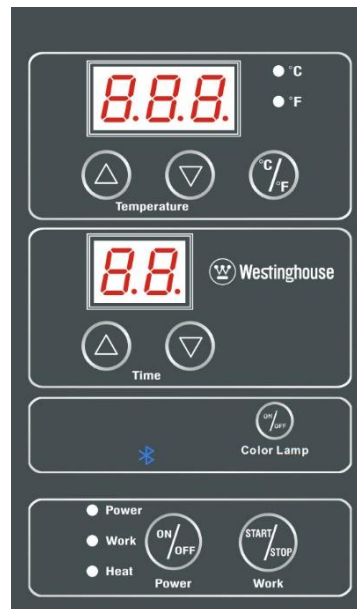 8.8.8.
°C
°F
°C/°F
Temperature
8.8.
W Westinghouse
Time
ON/OFF
Color Lamp
Power
Work
Heat
ON/OFF
Power
START/STOP
Work